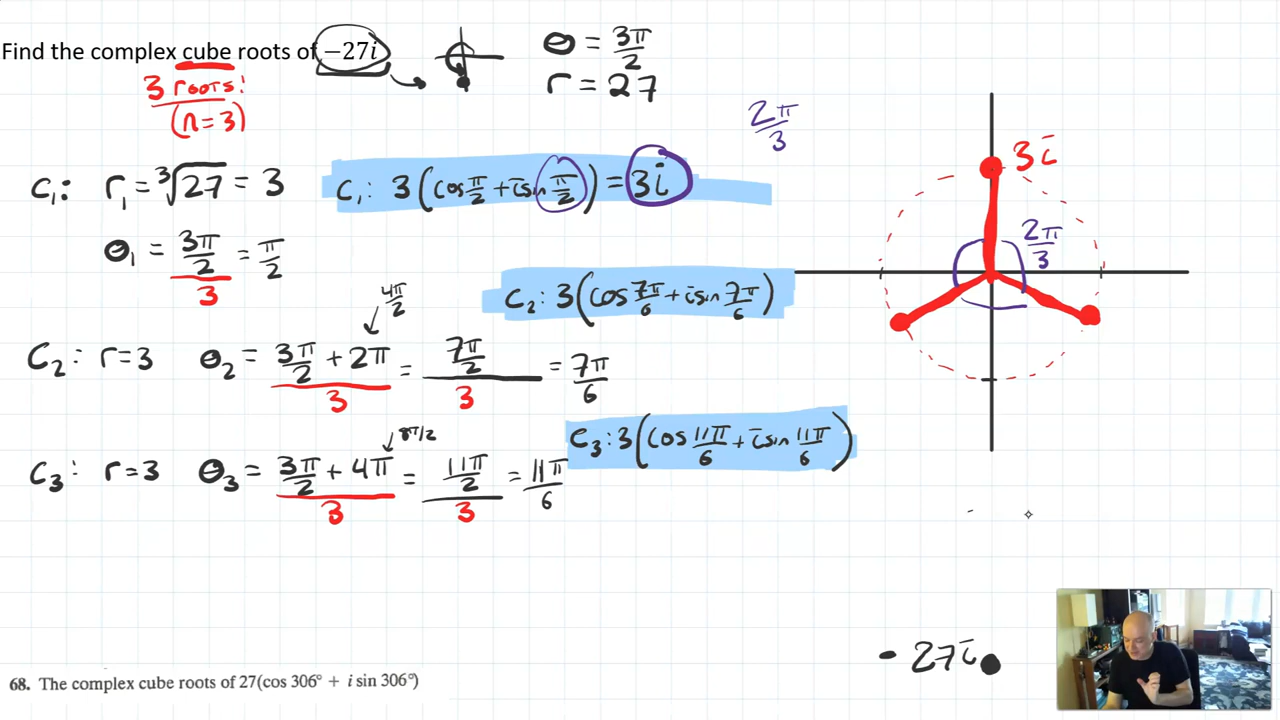 Find the complex cube roots of −27i
θ = 3π/2
r = 27
3 roots!
(n=3)
2π/3
C₁: r₁ = ³√27 = 3
C₁: 3(cos π/2 + i sin π/2) = 3i
3i
θ₁ = (3π/2)/3 = π/2
2π/3
4π/2
C₂: 3(cos 7π/6 + i sin 7π/6)
C₂: r=3 θ₂ = (3π/2 + 2π)/3 = (7π/2)/3 = 7π/6
8π/2
C₃: 3(cos 11π/6 + i sin 11π/6)
C₃: r=3 θ₃ = (3π/2 + 4π)/3 = (11π/2)/3 = 11π/6
- 27i
68. The complex cube roots of 27(cos 306° + i sin 306°)